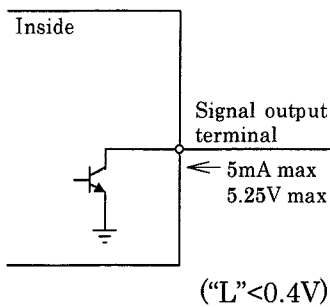 Inside
Signal output
terminal
5mA max
5.25V max
(“L”<0.4V)